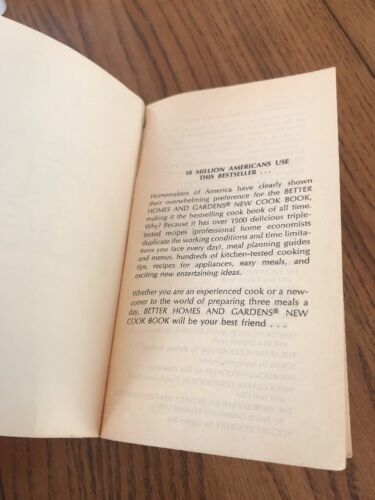 18 MILLION AMERICANS USE
THIS BESTSELLER . . .
Homemakers of America have clearly shown
their overwhelming preference for the BETTER
HOMES AND GARDENS® NEW COOK BOOK,
making it the bestselling cook book of all time.
Why? Because it has over 1500 delicious triple-
tested recipes (professional home economists
duplicate the working conditions and time limita-
tions you face every day), meal planning guides
and menus, hundreds of kitchen-tested cooking
tips, recipes for appliances, easy meals, and
exciting new entertaining ideas.
Whether you are an experienced cook or a new-
comer to the world of preparing three meals a
day, BETTER HOMES AND GARDENS® NEW
COOK BOOK will be your best friend . . .